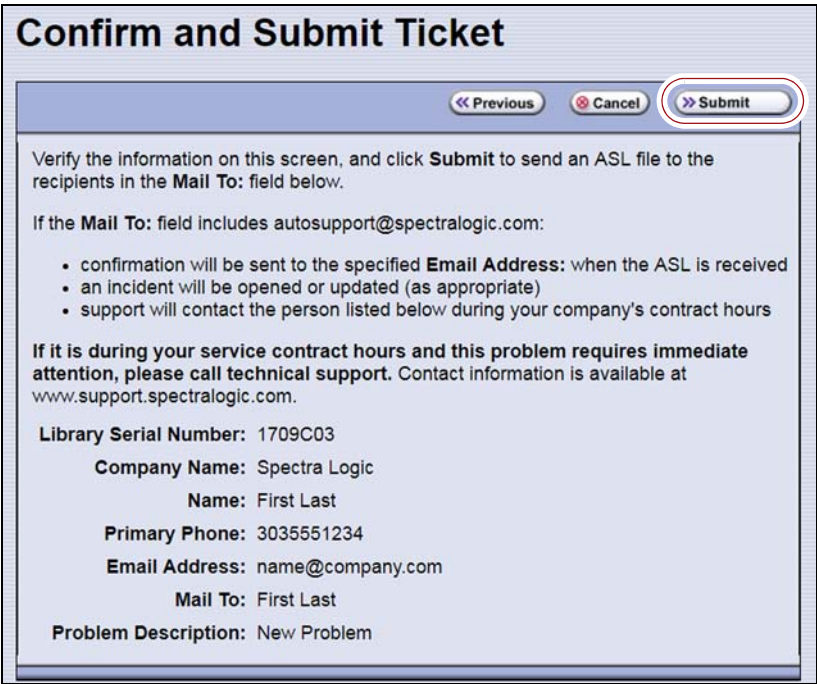 Confirm and Submit Ticket
Previous Cancel Submit
Verify the information on this screen, and click Submit to send an ASL file to the
recipients in the Mail To: field below.
If the Mail To: field includes autosupport@spectralogic.com:
• confirmation will be sent to the specified Email Address: when the ASL is received
• an incident will be opened or updated (as appropriate)
• support will contact the person listed below during your company's contract hours
If it is during your service contract hours and this problem requires immediate
attention, please call technical support. Contact information is available at
www.support.spectralogic.com.
Library Serial Number: 1709C03
Company Name: Spectra Logic
Name: First Last
Primary Phone: 3035551234
Email Address: name@company.com
Mail To: First Last
Problem Description: New Problem